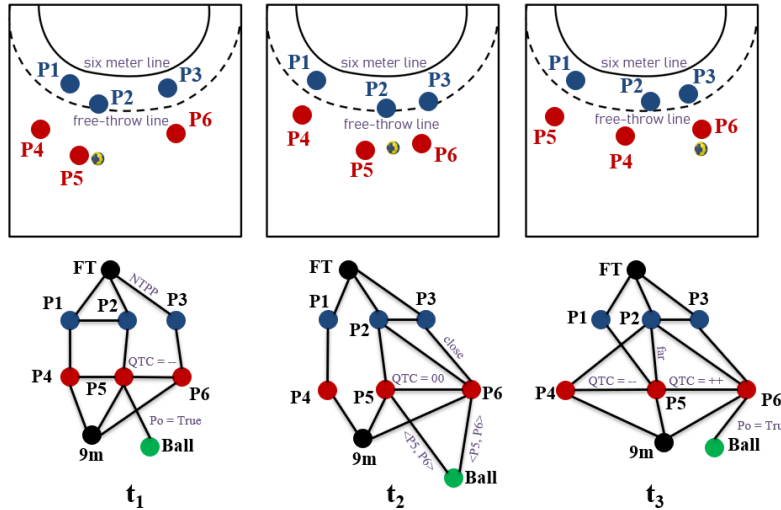 six meter line
P1
P3
P2
free-throw line
P6
P4
P5
six meter line
P1
P3
P2
free-throw line
P4
P5
P6
six meter line
P1
P2
P3
free-throw line
P5
P6
P4
FT
NTPP
P1
P2
P3
QTC = --
P4
P5
P6
Po = True
9m
Ball
t1
FT
P1
P2
P3
close
QTC = 00
P4
P5
P6
<P5, P6>
<P5, P6>
9m
Ball
t2
FT
P1
P2
P3
far
QTC = --
QTC = ++
P4
P5
P6
Po = Tru
9m
Ball
t3